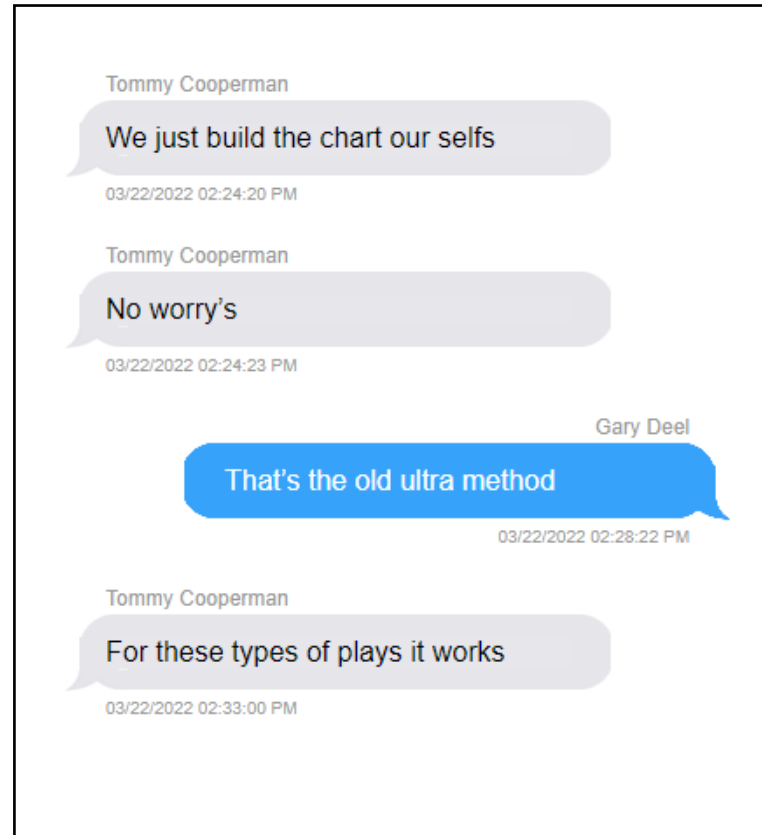 Tommy Cooperman
We just build the chart our selfs
03/22/2022 02:24:20 PM
Tommy Cooperman
No worry’s
03/22/2022 02:24:23 PM
Gary Deel
That’s the old ultra method
03/22/2022 02:28:22 PM
Tommy Cooperman
For these types of plays it works
03/22/2022 02:33:00 PM